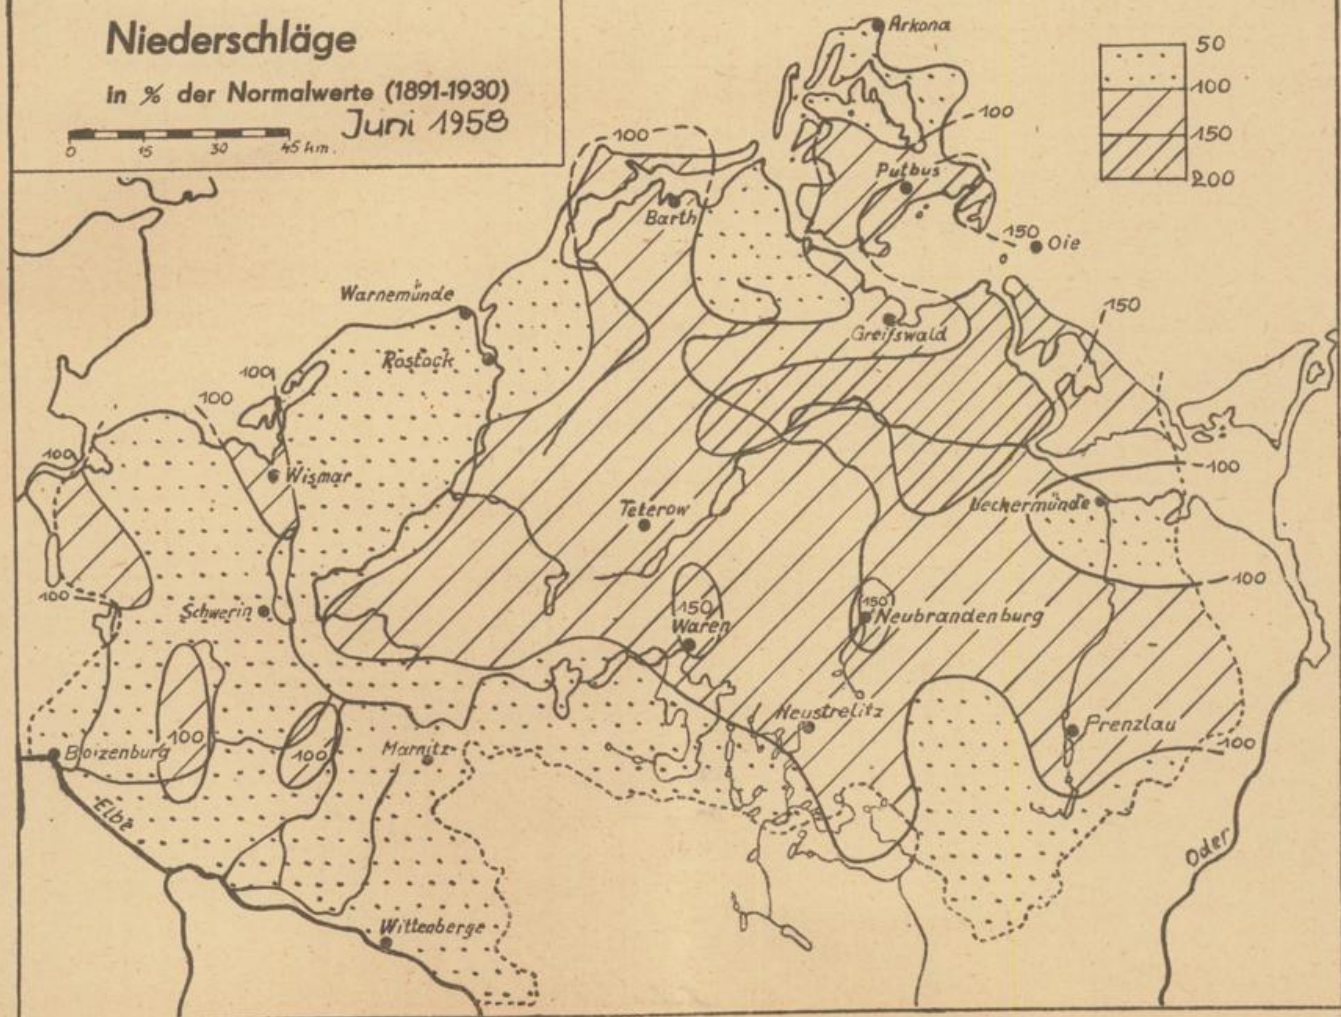 Niederschläge
in % der Normalwerte (1891-1930)
Juni 1958
0 15 30 45 km.
50
100
150
200
Arkona
100
100
Putbus
Barth
150
Oie
Warnemünde
150
Greifswald
Rostock
100
100
100
Wismar
100
Ueckermünde
Teterow
100
100
Schwerin
150
Waren
150
Neubrandenburg
Neustrelitz
Prenzlau
100
100
100
Marnitz
Boizenburg
Elbe
Oder
Wittenberge